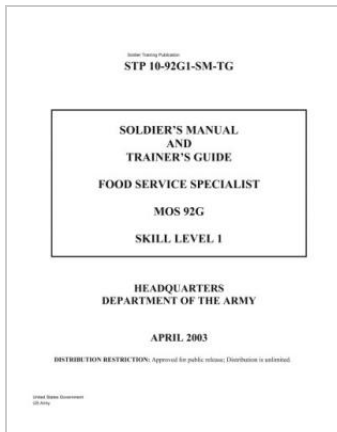 Soldier Training Publication
STP 10-92G1-SM-TG
SOLDIER'S MANUAL
AND
TRAINER'S GUIDE
FOOD SERVICE SPECIALIST
MOS 92G
SKILL LEVEL 1
HEADQUARTERS
DEPARTMENT OF THE ARMY
APRIL 2003
DISTRIBUTION RESTRICTION: Approved for public release; Distribution is unlimited.
United States Government
US Army